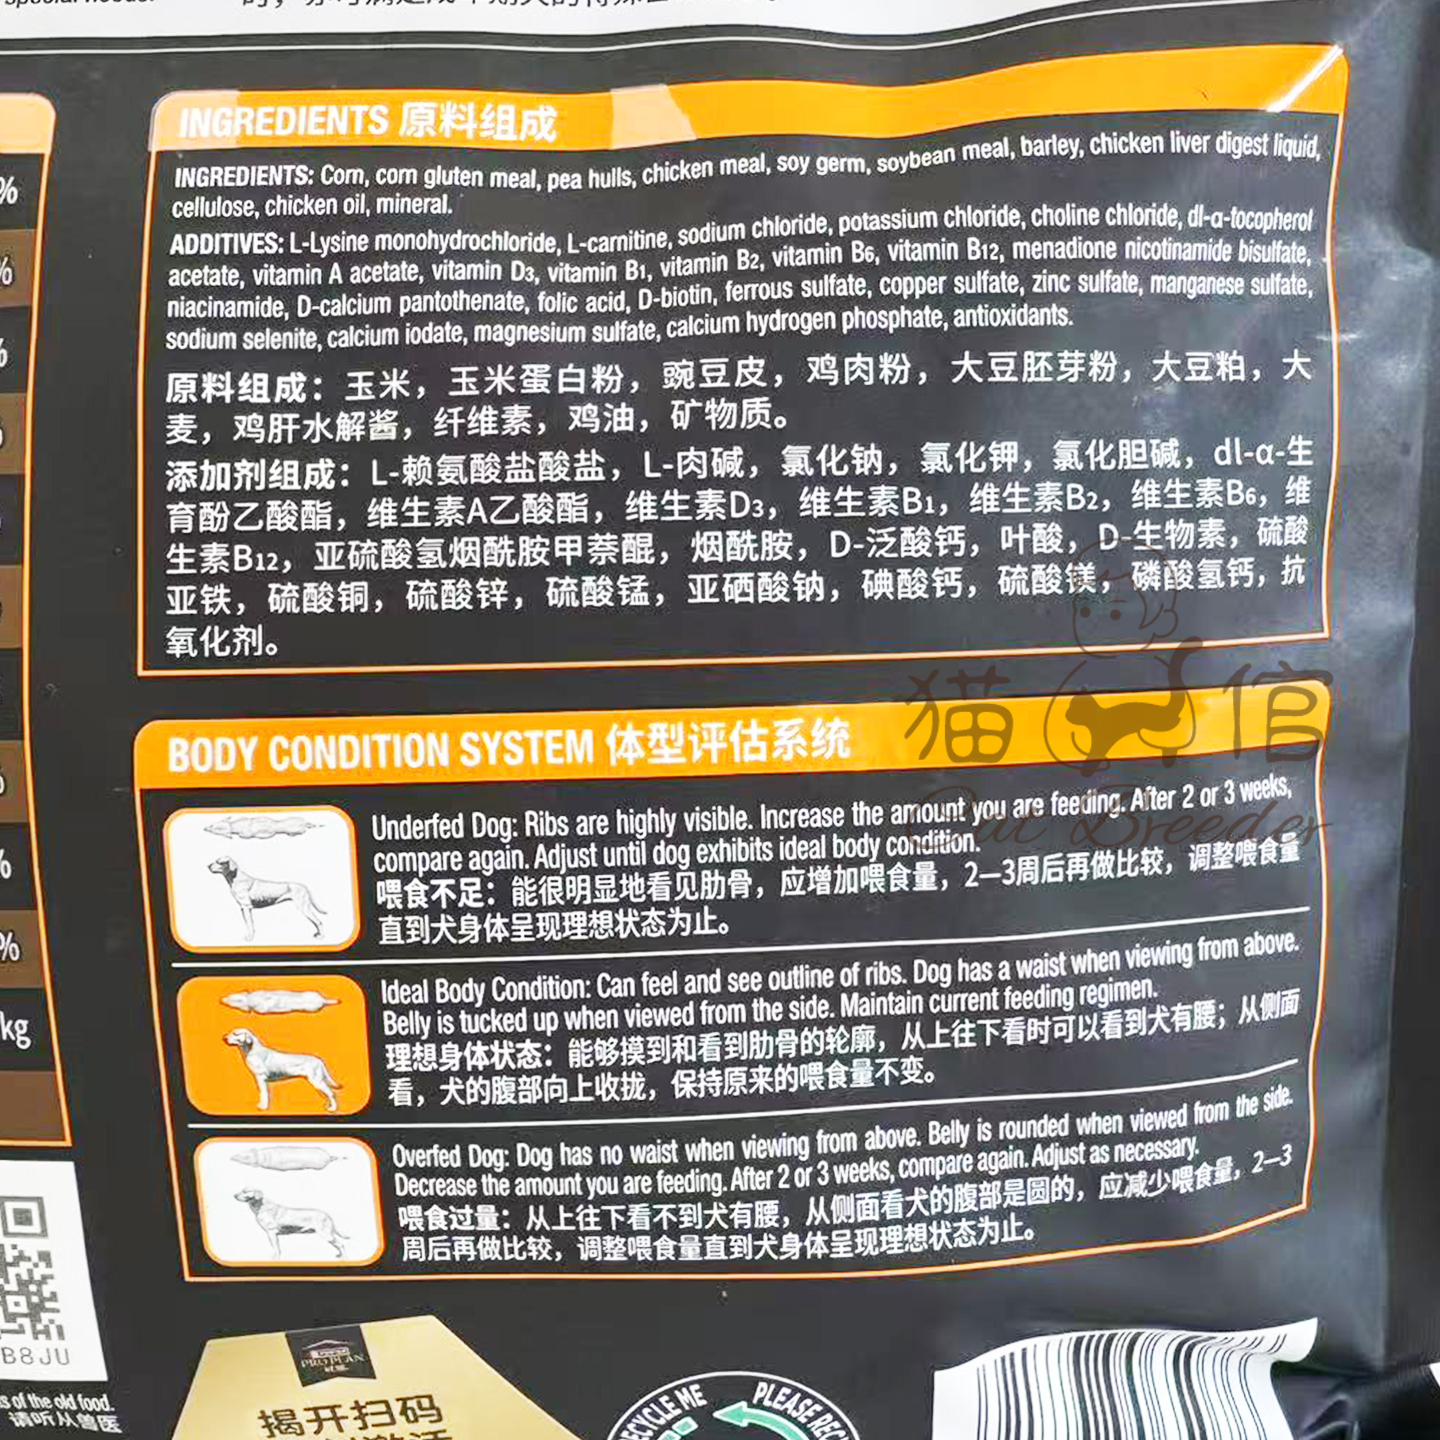 INGREDIENTS 原料组成
INGREDIENTS: Corn, corn gluten meal, pea hulls, chicken meal, soy germ, soybean meal, barley, chicken liver digest liquid,
cellulose, chicken oil, mineral.
ADDITIVES: L-Lysine monohydrochloride, L-carnitine, sodium chloride, potassium chloride, choline chloride, dl-α-tocopherol
acetate, vitamin A acetate, vitamin D3, vitamin B1, vitamin B2, vitamin B6, vitamin B12, menadione nicotinamide bisulfate,
niacinamide, D-calcium pantothenate, folic acid, D-biotin, ferrous sulfate, copper sulfate, zinc sulfate, manganese sulfate,
sodium selenite, calcium iodate, magnesium sulfate, calcium hydrogen phosphate, antioxidants.
原料组成：玉米，玉米蛋白粉，豌豆皮，鸡肉粉，大豆胚芽粉，大豆粕，大
麦，鸡肝水解酱，纤维素，鸡油，矿物质。
添加剂组成：L-赖氨酸盐酸盐，L-肉碱，氯化钠，氯化钾，氯化胆碱，dl-α-生
育酚乙酸酯，维生素A乙酸酯，维生素D3，维生素B1，维生素B2，维生素B6，维
生素B12，亚硫酸氢烟酰胺甲萘醌，烟酰胺，D-泛酸钙，叶酸，D-生物素，硫酸
亚铁，硫酸铜，硫酸锌，硫酸锰，亚硒酸钠，碘酸钙，硫酸镁，磷酸氢钙，抗
氧化剂。
猫 官
Cat Breeder
BODY CONDITION SYSTEM 体型评估系统
Underfed Dog: Ribs are highly visible. Increase the amount you are feeding. After 2 or 3 weeks,
compare again. Adjust until dog exhibits ideal body condition.
喂食不足：能很明显地看见肋骨，应增加喂食量，2—3周后再做比较，调整喂食量
直到犬身体呈现理想状态为止。
Ideal Body Condition: Can feel and see outline of ribs. Dog has a waist when viewing from above.
Belly is tucked up when viewed from the side. Maintain current feeding regimen.
理想身体状态：能够摸到和看到肋骨的轮廓，从上往下看时可以看到犬有腰；从侧面
看，犬的腹部向上收拢，保持原来的喂食量不变。
Overfed Dog: Dog has no waist when viewing from above. Belly is rounded when viewed from the side.
Decrease the amount you are feeding. After 2 or 3 weeks, compare again. Adjust as necessary.
喂食过量：从上往下看不到犬有腰，从侧面看犬的腹部是圆的，应减少喂食量，2—3
周后再做比较，调整喂食量直到犬身体呈现理想状态为止。
%
%
%
%
kg
B8JU
of the old food.
请听从兽医
PRO PLAN
冠能
揭开扫码
RECYCLE ME
PLEASE REC